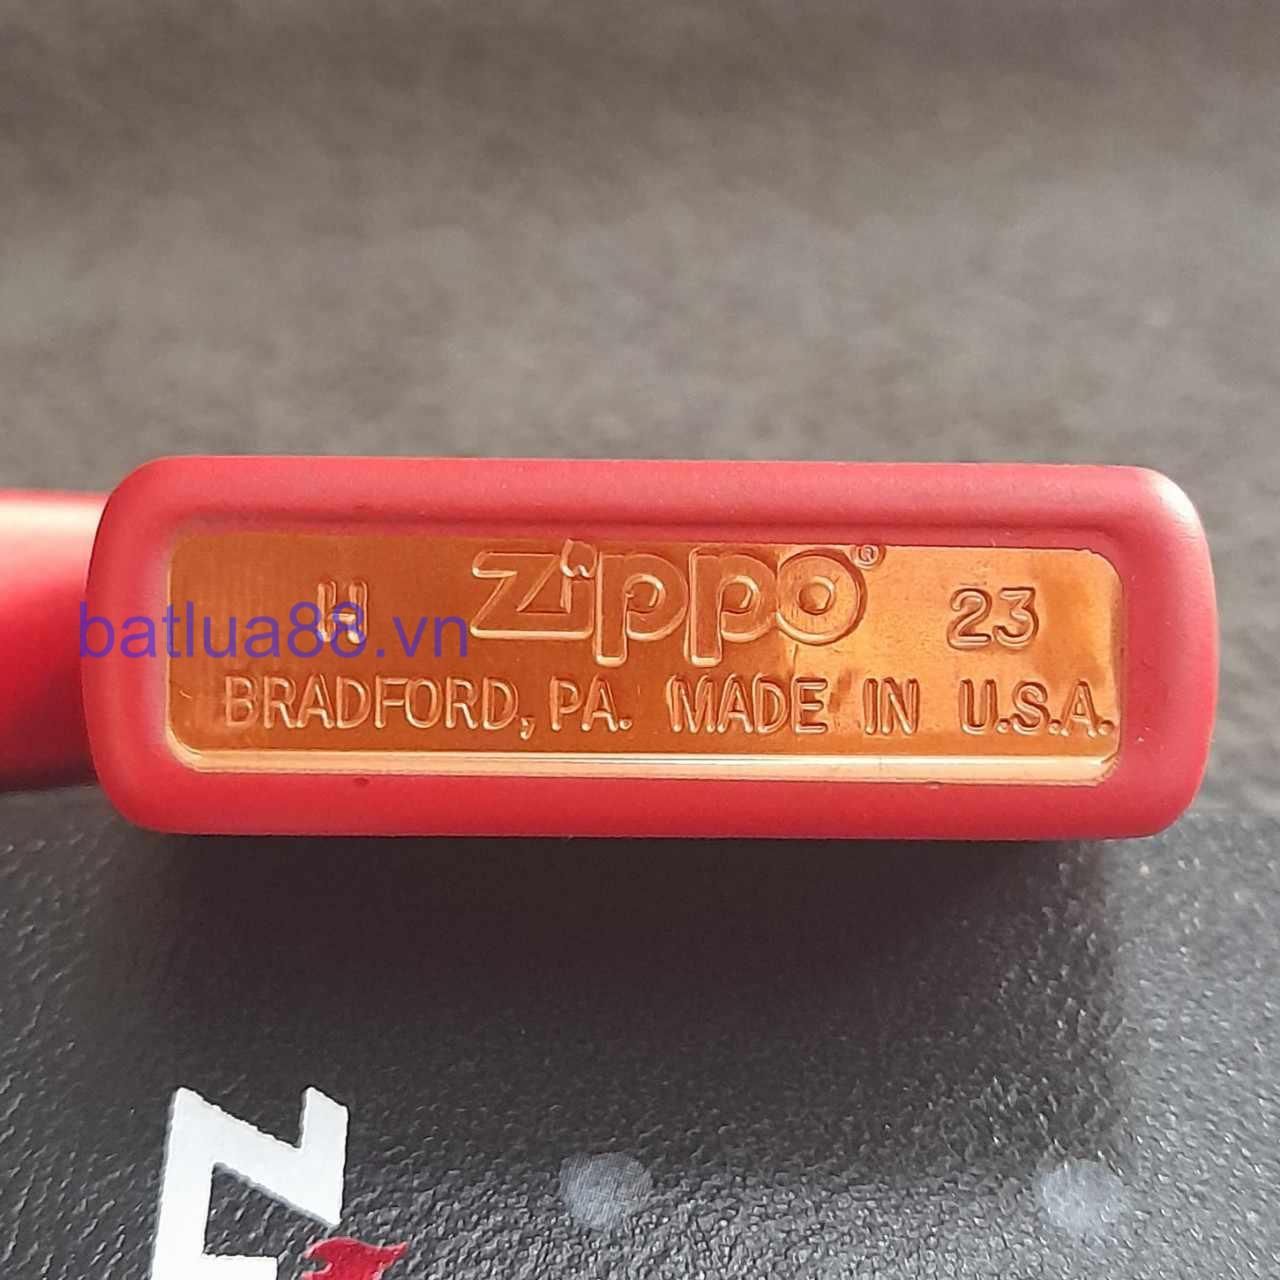 H zippo® 23
batlua88.vn
BRADFORD, PA. MADE IN U.S.A.